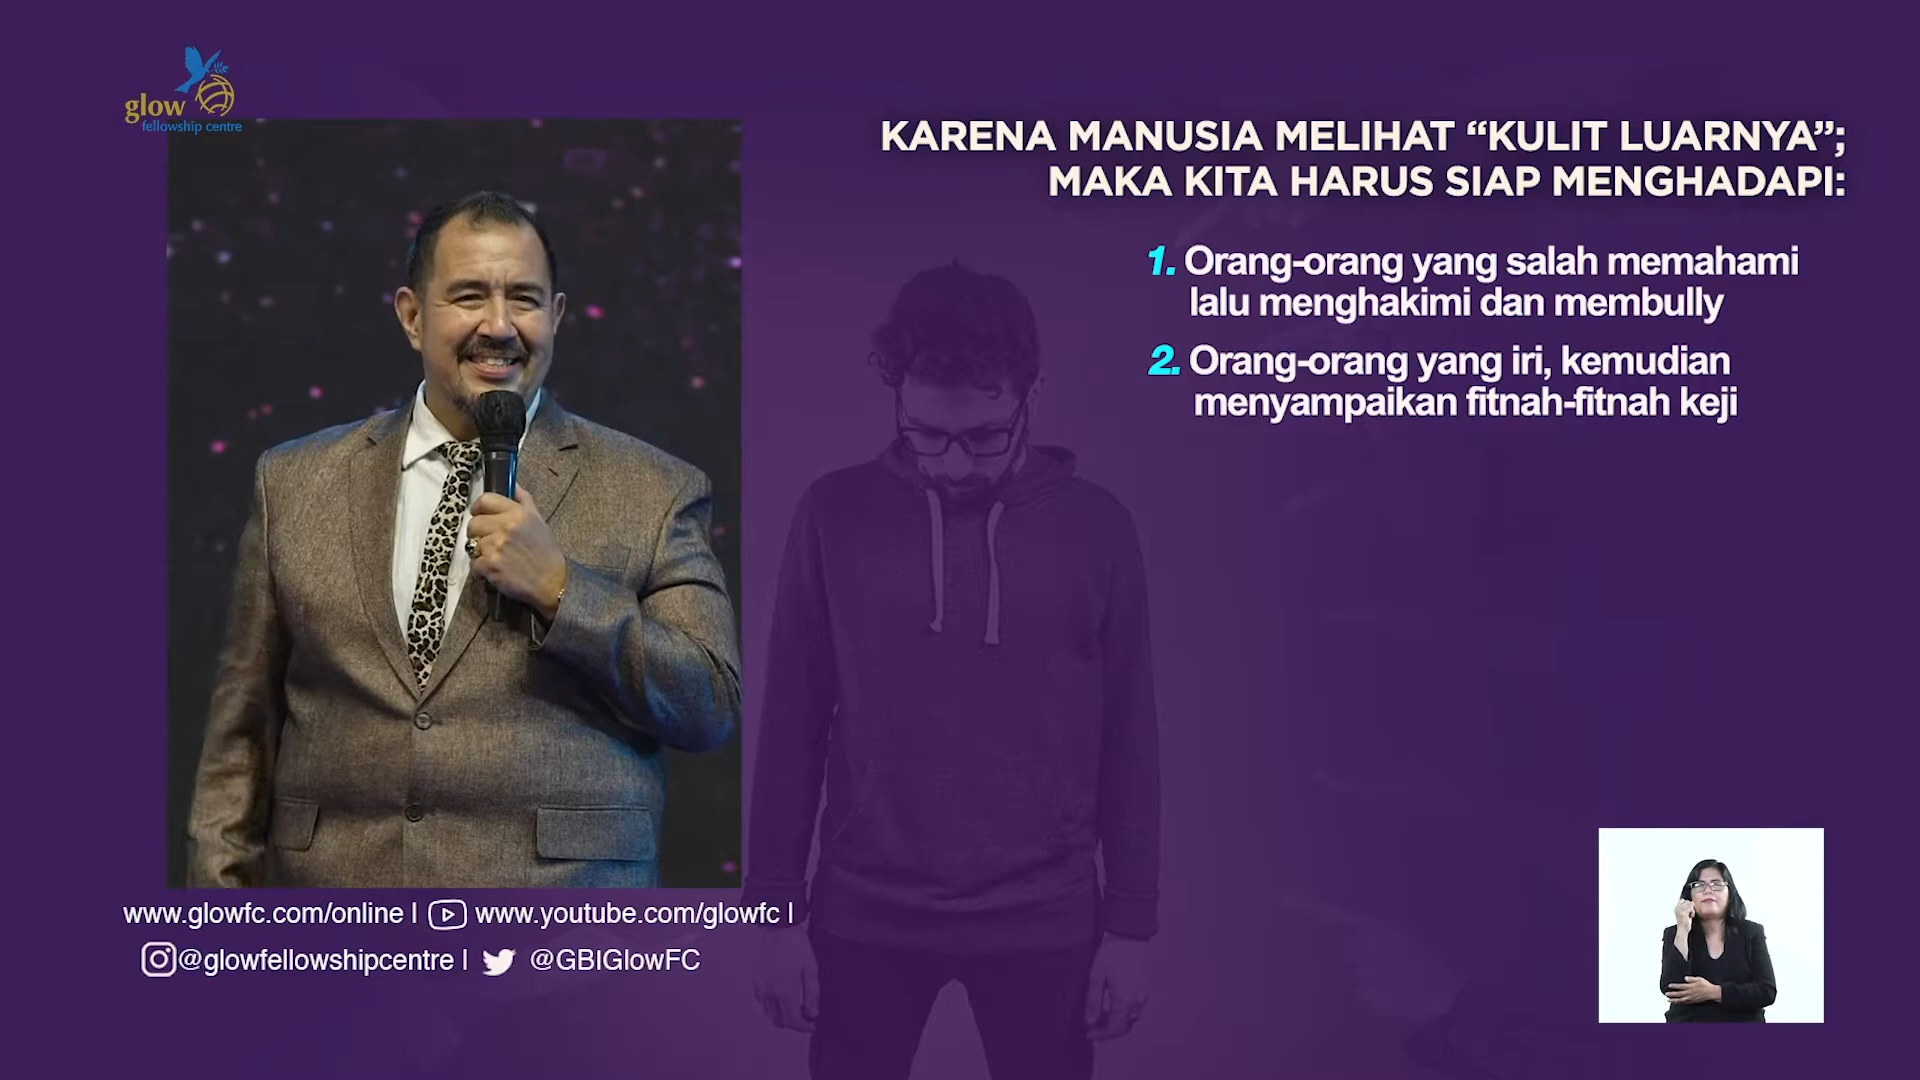 glow
fellowship centre
KARENA MANUSIA MELIHAT “KULIT LUARNYA”;
MAKA KITA HARUS SIAP MENGHADAPI:
1. Orang-orang yang salah memahami
lalu menghakimi dan membully
2. Orang-orang yang iri, kemudian
menyampaikan fitnah-fitnah keji
www.glowfc.com/online | www.youtube.com/glowfc |
@glowfellowshipcentre | @GBIGlowFC